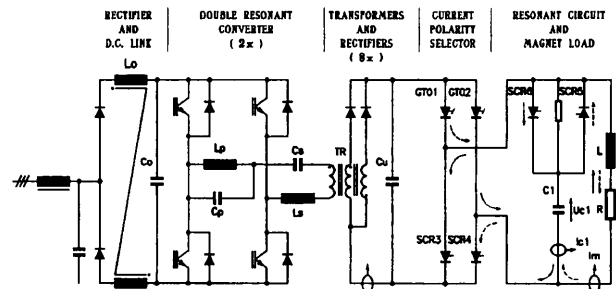 RECTIFIER
AND
D.C. LINK
DOUBLE RESONANT
CONVERTER
( 2x )
TRANSFORMERS
AND
RECTIFIERS
( 8x )
CURRENT
POLARITY
SELECTOR
RESONANT CIRCUIT
AND
MAGNET LOAD
Lo
Co
Lp
Cp
Cs
Ls
TR
Cu
GTO1 GTO2
SCR3 SCR4
SCR6 SCR5
L
C1
Uc1
R
Ic1
Im